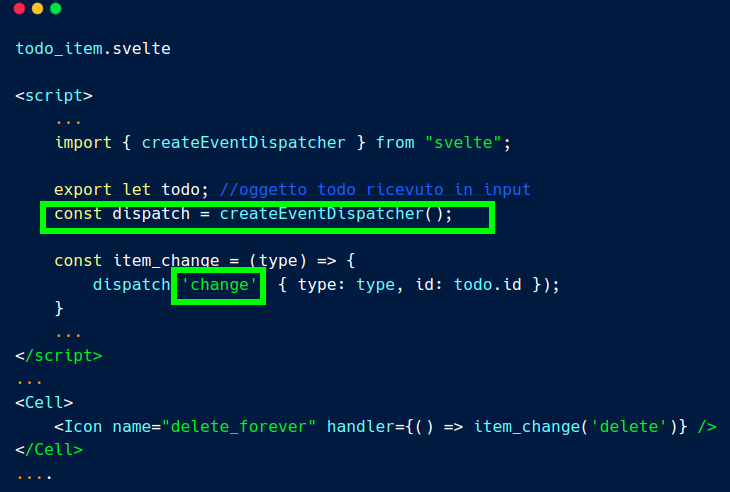 todo_item.svelte
<script>
...
import { createEventDispatcher } from "svelte";
export let todo; //oggetto todo ricevuto in input
const dispatch = createEventDispatcher();
const item_change = (type) => {
dispatch 'change' { type: type, id: todo.id });
}
...
</script>
...
<Cell>
<Icon name="delete_forever" handler={() => item_change('delete')} />
</Cell>
....